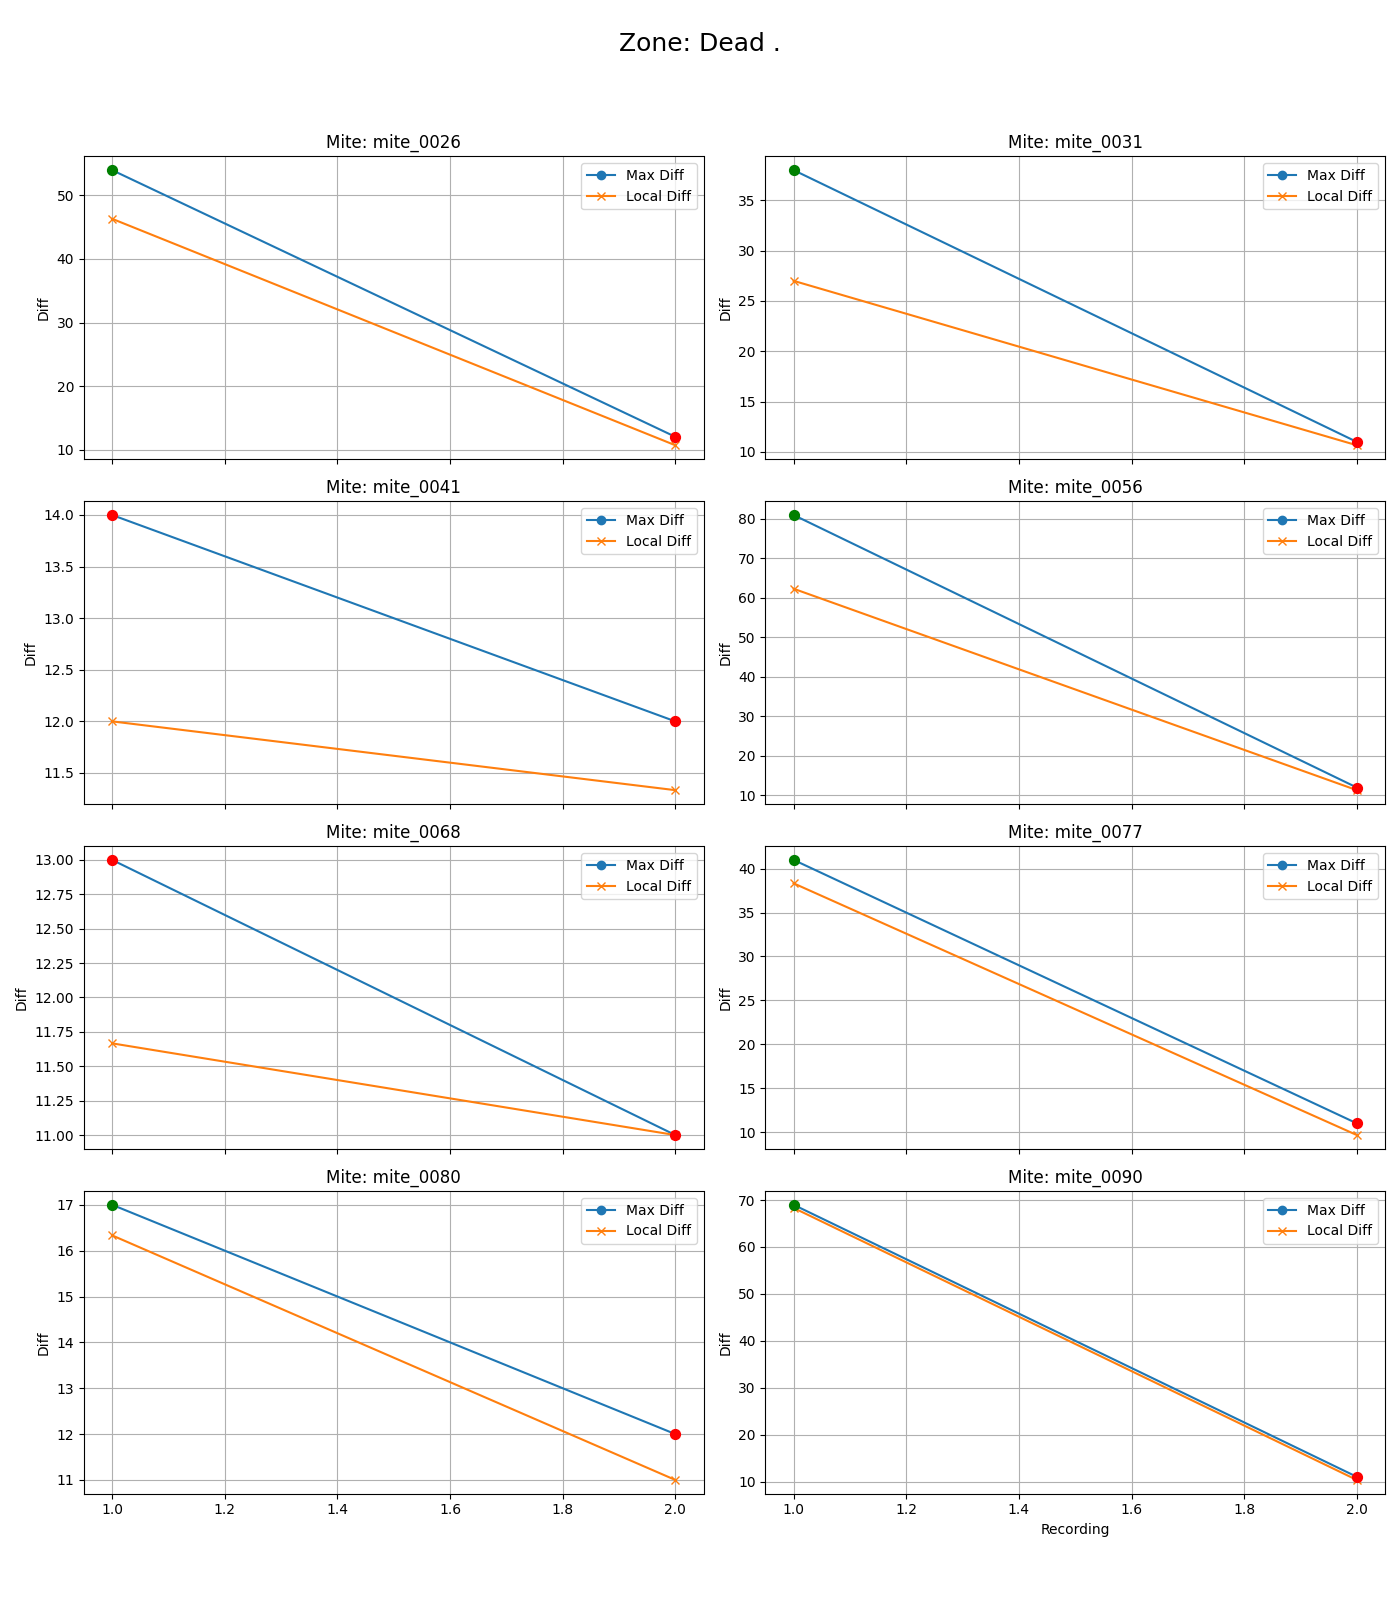 Zone: Dead .
Mite: mite_0026
Max Diff
Local Diff
Diff
50
40
30
20
10
Mite: mite_0031
Max Diff
Local Diff
Diff
35
30
25
20
15
10
Mite: mite_0041
Max Diff
Local Diff
Diff
14.0
13.5
13.0
12.5
12.0
11.5
Mite: mite_0056
Max Diff
Local Diff
Diff
80
70
60
50
40
30
20
10
Mite: mite_0068
Max Diff
Local Diff
Diff
13.00
12.75
12.50
12.25
12.00
11.75
11.50
11.25
11.00
Mite: mite_0077
Max Diff
Local Diff
Diff
40
35
30
25
20
15
10
Mite: mite_0080
Max Diff
Local Diff
Diff
17
16
15
14
13
12
11
1.0 1.2 1.4 1.6 1.8 2.0
Mite: mite_0090
Max Diff
Local Diff
Diff
70
60
50
40
30
20
10
1.0 1.2 1.4 1.6 1.8 2.0
Recording